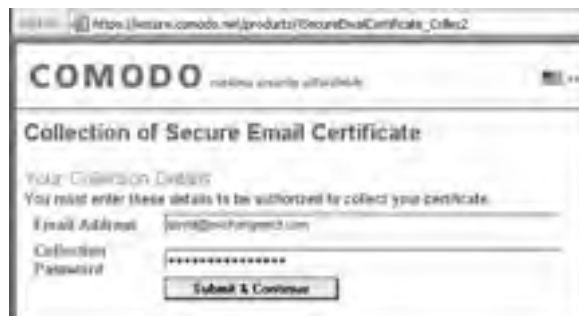 https://secure.comodo.net/products/!SecureEmailCertificate_Collec2
COMODO
Collection of Secure Email Certificate
Your Collection Details
You must enter these details to be authorized to collect your certificate.
Email Address
Collection
Password ***************
Submit & Continue